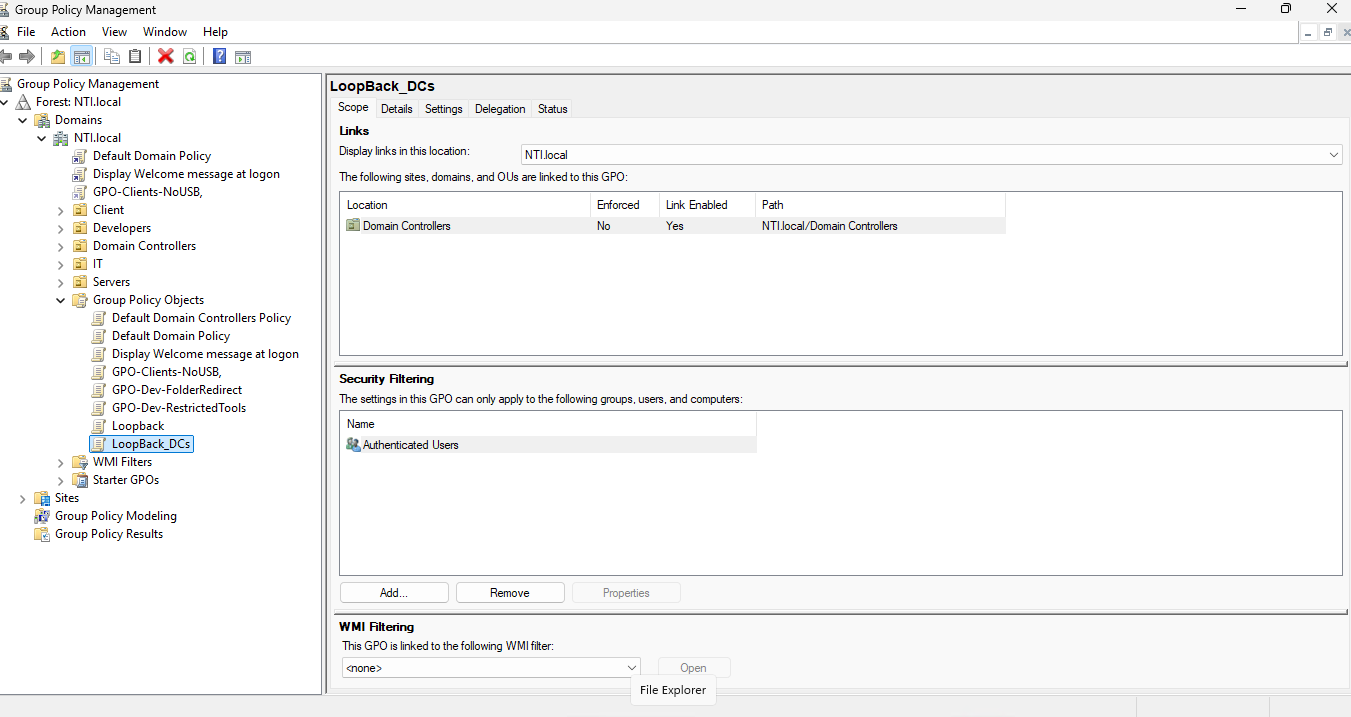 Group Policy Management
File Action View Window Help
Group Policy Management
Forest: NTI.local
Domains
NTI.local
Default Domain Policy
Display Welcome message at logon
GPO-Clients-NoUSB,
Client
Developers
Domain Controllers
IT
Servers
Group Policy Objects
Default Domain Controllers Policy
Default Domain Policy
Display Welcome message at logon
GPO-Clients-NoUSB,
GPO-Dev-FolderRedirect
GPO-Dev-RestrictedTools
Loopback
LoopBack_DCs
WMI Filters
Starter GPOs
Sites
Group Policy Modeling
Group Policy Results
LoopBack_DCs
Scope Details Settings Delegation Status
Links
Display links in this location: NTI.local
The following sites, domains, and OUs are linked to this GPO:
Location Enforced Link Enabled Path
Domain Controllers No Yes NTI.local/Domain Controllers
Security Filtering
The settings in this GPO can only apply to the following groups, users, and computers:
Name
Authenticated Users
Add... Remove Properties
WMI Filtering
This GPO is linked to the following WMI filter:
<none> Open
File Explorer